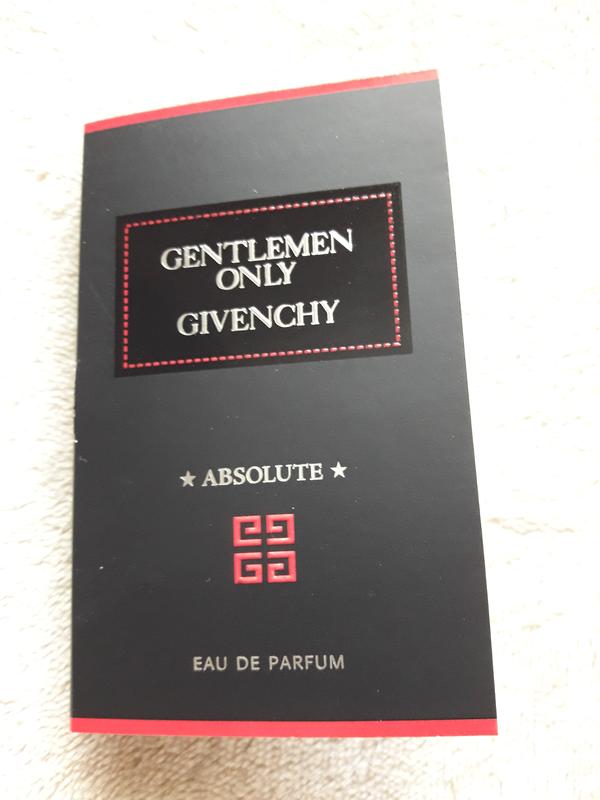 GENTLEMEN
ONLY
GIVENCHY
★ ABSOLUTE ★
EAU DE PARFUM